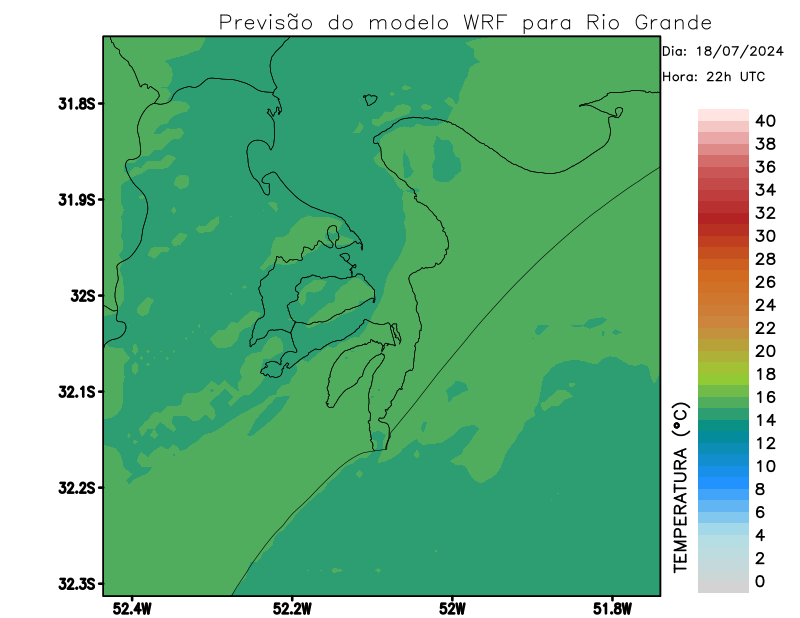 Previsão do modelo WRF para Rio Grande
Dia: 18/07/2024
Hora: 22h UTC
31.8S
31.9S
32S
32.1S
32.2S
32.3S
52.4W
52.2W
52W
51.8W
40
38
36
34
32
30
28
26
24
22
20
18
16
14
12
10
8
6
4
2
0
TEMPERATURA (°C)